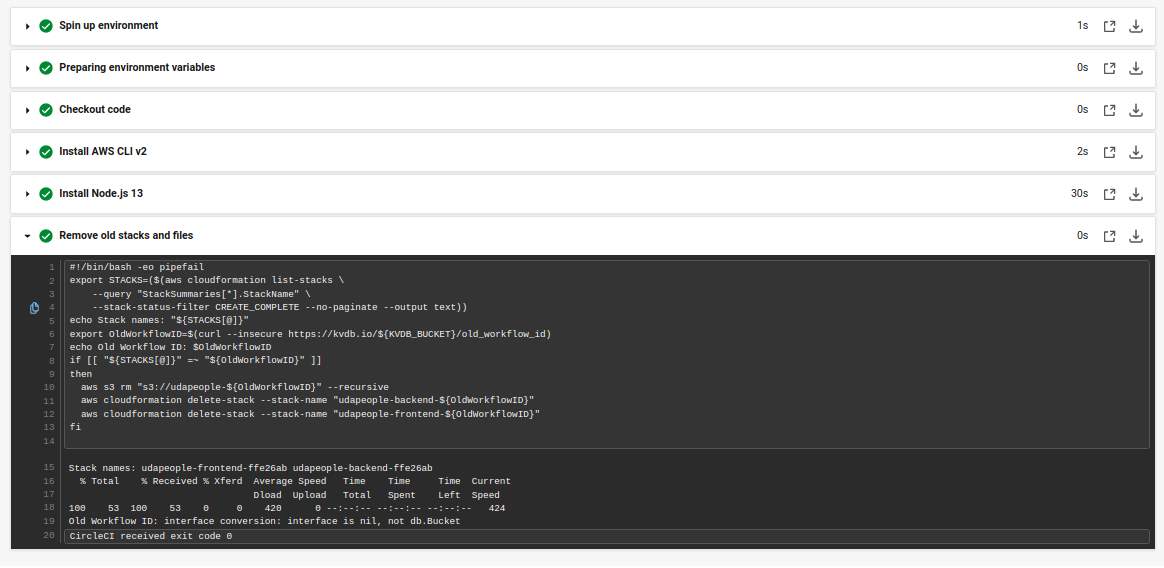 Spin up environment 1s
Preparing environment variables 0s
Checkout code 0s
Install AWS CLI v2 2s
Install Node.js 13 30s
Remove old stacks and files 0s
1 #!/bin/bash -eo pipefail
2 export STACKS=($(aws cloudformation list-stacks \
3     --query "StackSummaries[*].StackName" \
4     --stack-status-filter CREATE_COMPLETE --no-paginate --output text))
5 echo Stack names: "${STACKS[@]}"
6 export OldWorkflowID=$(curl --insecure https://kvdb.io/${KVDB_BUCKET}/old_workflow_id)
7 echo Old Workflow ID: $OldWorkflowID
8 if [[ "${STACKS[@]}" =~ "${OldWorkflowID}" ]]
9 then
10   aws s3 rm "s3://udapeople-${OldWorkflowID}" --recursive
11   aws cloudformation delete-stack --stack-name "udapeople-backend-${OldWorkflowID}"
12   aws cloudformation delete-stack --stack-name "udapeople-frontend-${OldWorkflowID}"
13 fi
14
15 Stack names: udapeople-frontend-ffe26ab udapeople-backend-ffe26ab
16   % Total    % Received % Xferd  Average Speed   Time    Time     Time  Current
17                                  Dload  Upload   Total   Spent    Left  Speed
18 100    53  100    53    0     0    420      0 --:--:-- --:--:-- --:--:--   424
19 Old Workflow ID: interface conversion: interface is nil, not db.Bucket
20 CircleCI received exit code 0